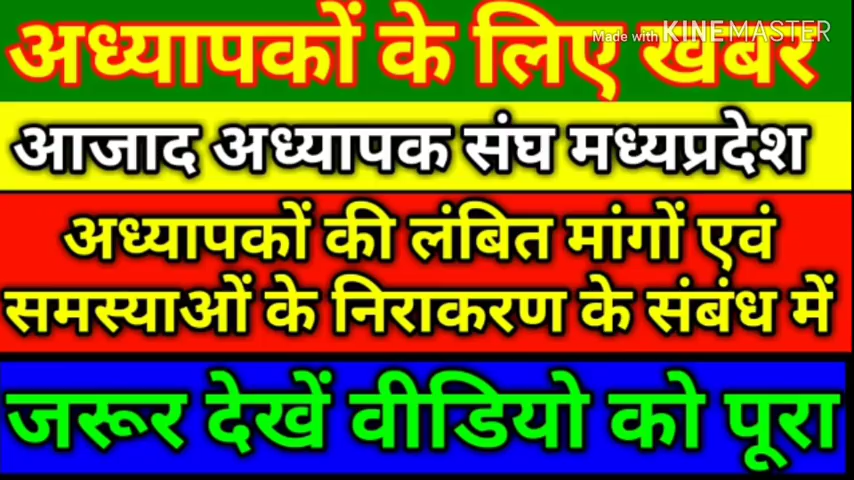 अध्यापकों के लिए खबर
Made with KINEMASTER
आजाद अध्यापक संघ मध्यप्रदेश
अध्यापकों की लंबित मांगों एवं
समस्याओं के निराकरण के संबंध में
जरूर देखें वीडियो को पूरा